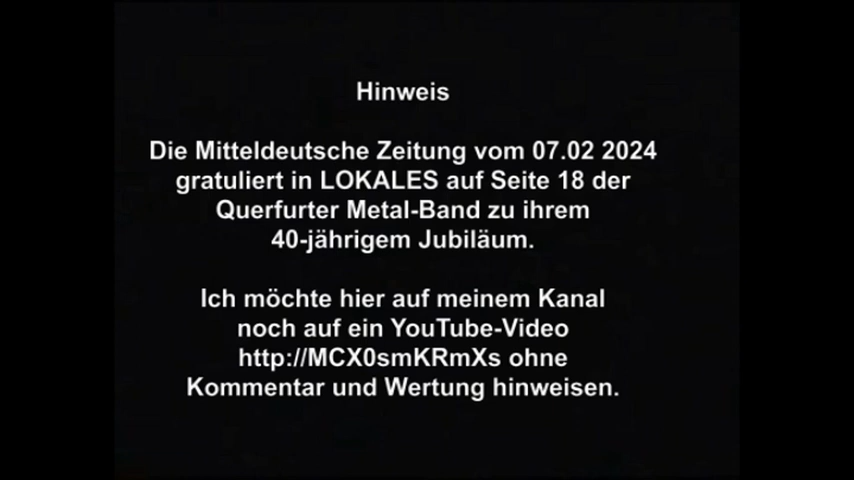 Hinweis
Die Mitteldeutsche Zeitung vom 07.02 2024
gratuliert in LOKALES auf Seite 18 der
Querfurter Metal-Band zu ihrem
40-jährigem Jubiläum.
Ich möchte hier auf meinem Kanal
noch auf ein YouTube-Video
http://MCX0smKRmXs ohne
Kommentar und Wertung hinweisen.